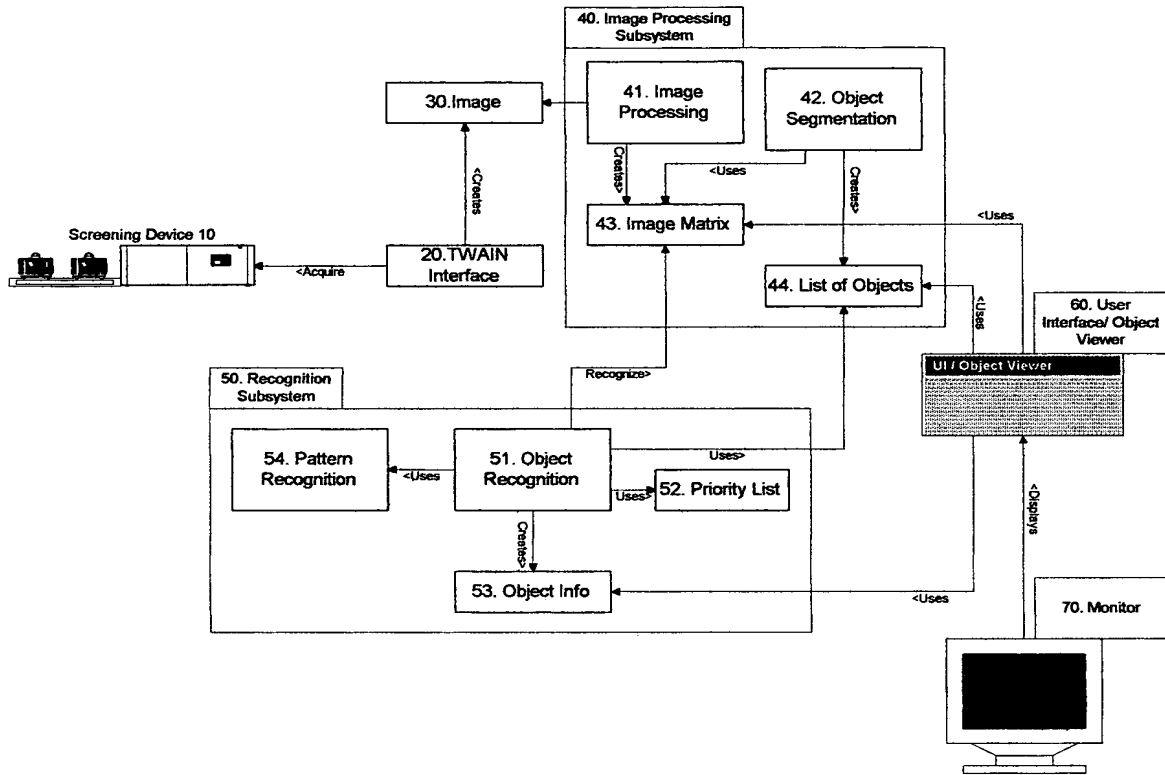 40. Image Processing
Subsystem
41. Image
Processing
42. Object
Segmentation
30.Image
Creates>
<Uses
Creates>
<Creates
43. Image Matrix
<Uses
Screening Device 10
20.TWAIN
Interface
<Acquire
44. List of Objects
<Uses
60. User
Interface/ Object
Viewer
UI / Object Viewer
Recognize>
50. Recognition
Subsystem
54. Pattern
Recognition
<Uses
51. Object
Recognition
Uses>
Uses>
52. Priority List
Creates>
<Displays
53. Object Info
<Uses
70. Monitor